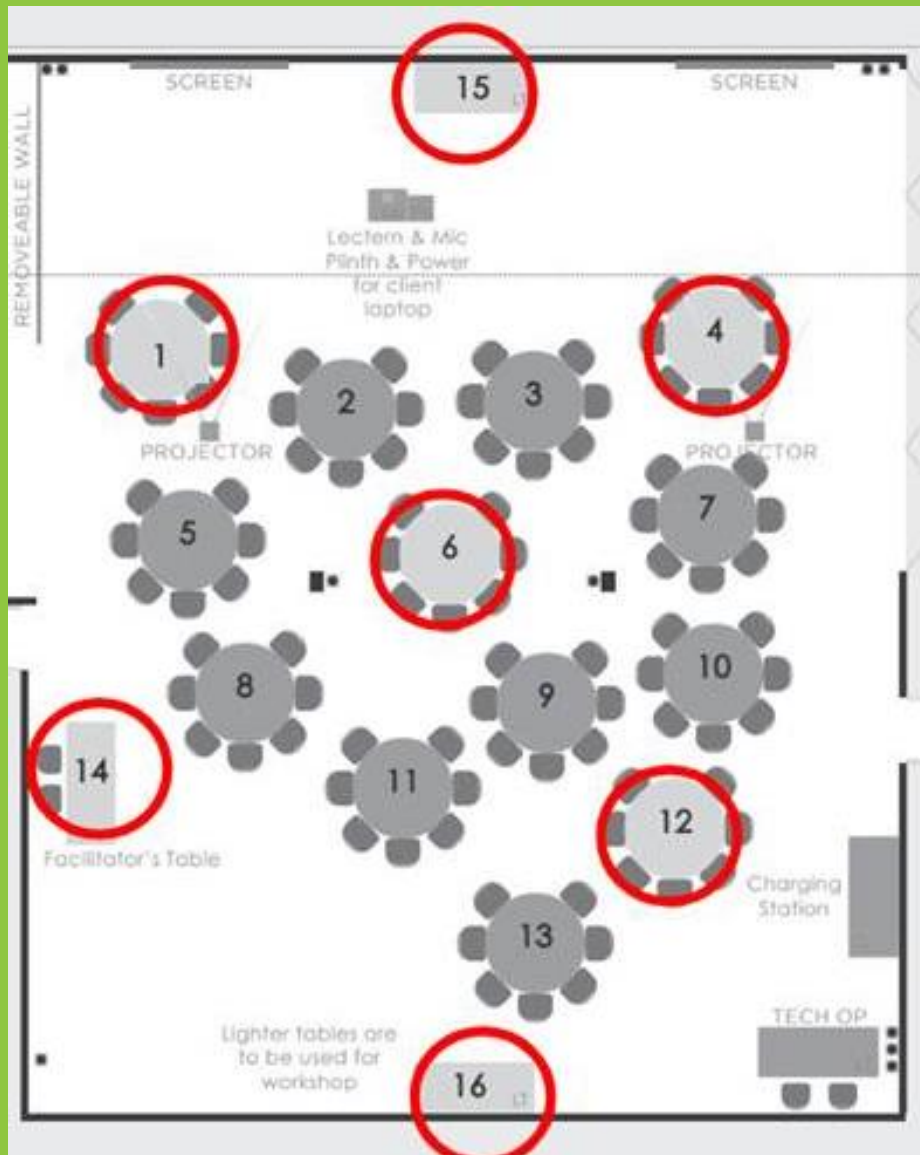 15
LT
SCREEN
SCREEN
REMOVEABLE WALL
Lectern & Mic
Plinth & Power
for client
laptop
1
4
2
3
PROJECTOR
PROJECTOR
5
6
7
8
9
10
14
11
12
Facilitator's Table
Charging
Station
13
TECH OP
Lighter tables are
to be used for
workshop
16
LT